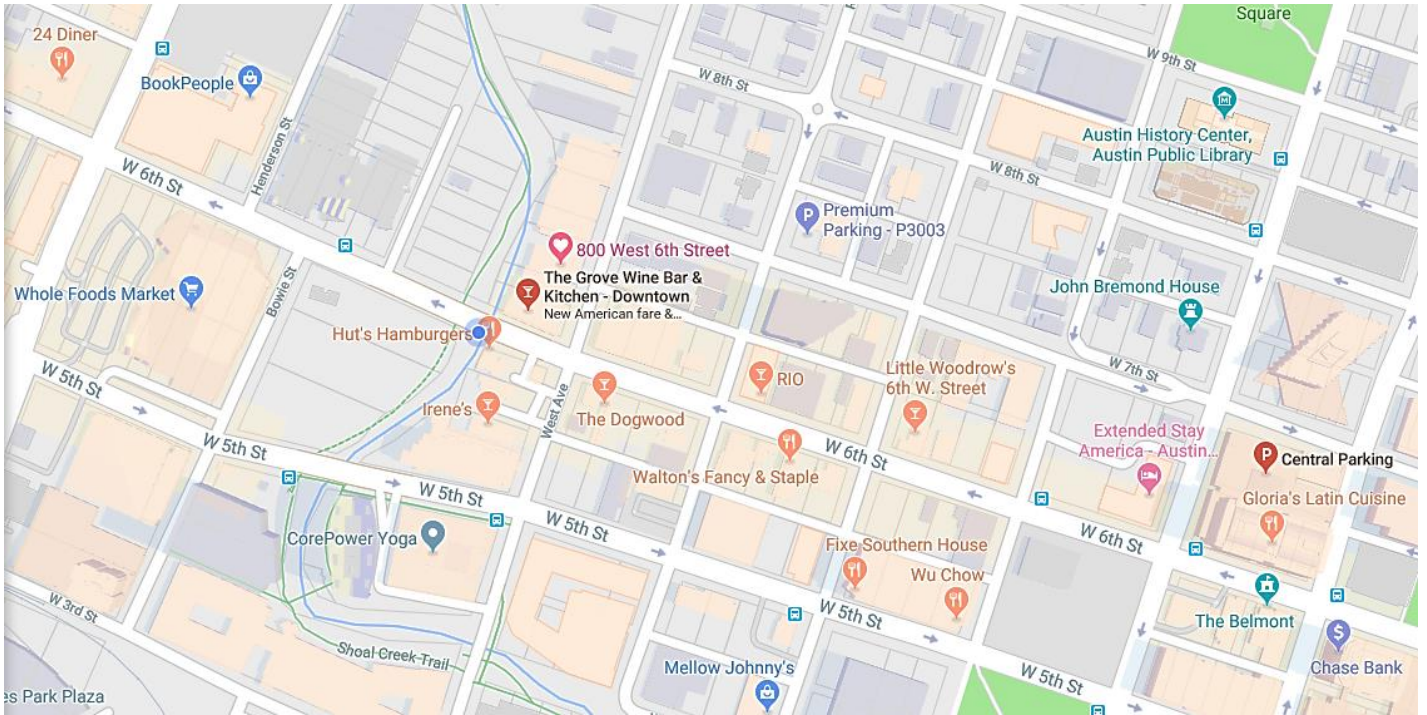 Square
24 Diner
W 9th St
BookPeople
W 8th St
Austin History Center,
Austin Public Library
Henderson St
W 6th St
W 8th St
Premium
Parking - P3003
800 West 6th Street
The Grove Wine Bar &
Kitchen - Downtown
New American fare &...
Whole Foods Market
Bowie St
John Bremond House
Hut's Hamburgers
W 5th St
RIO
Little Woodrow's
6th W. Street
W 7th St
Irene's
The Dogwood
West Ave
W 5th St
Walton's Fancy & Staple
W 6th St
Extended Stay
America - Austin...
Central Parking
Gloria's Latin Cuisine
W 5th St
W 5th St
CorePower Yoga
Fixe Southern House
W 6th St
Wu Chow
W 3rd St
W 5th St
The Belmont
Shoal Creek Trail
Mellow Johnny's
W 5th St
Chase Bank
es Park Plaza